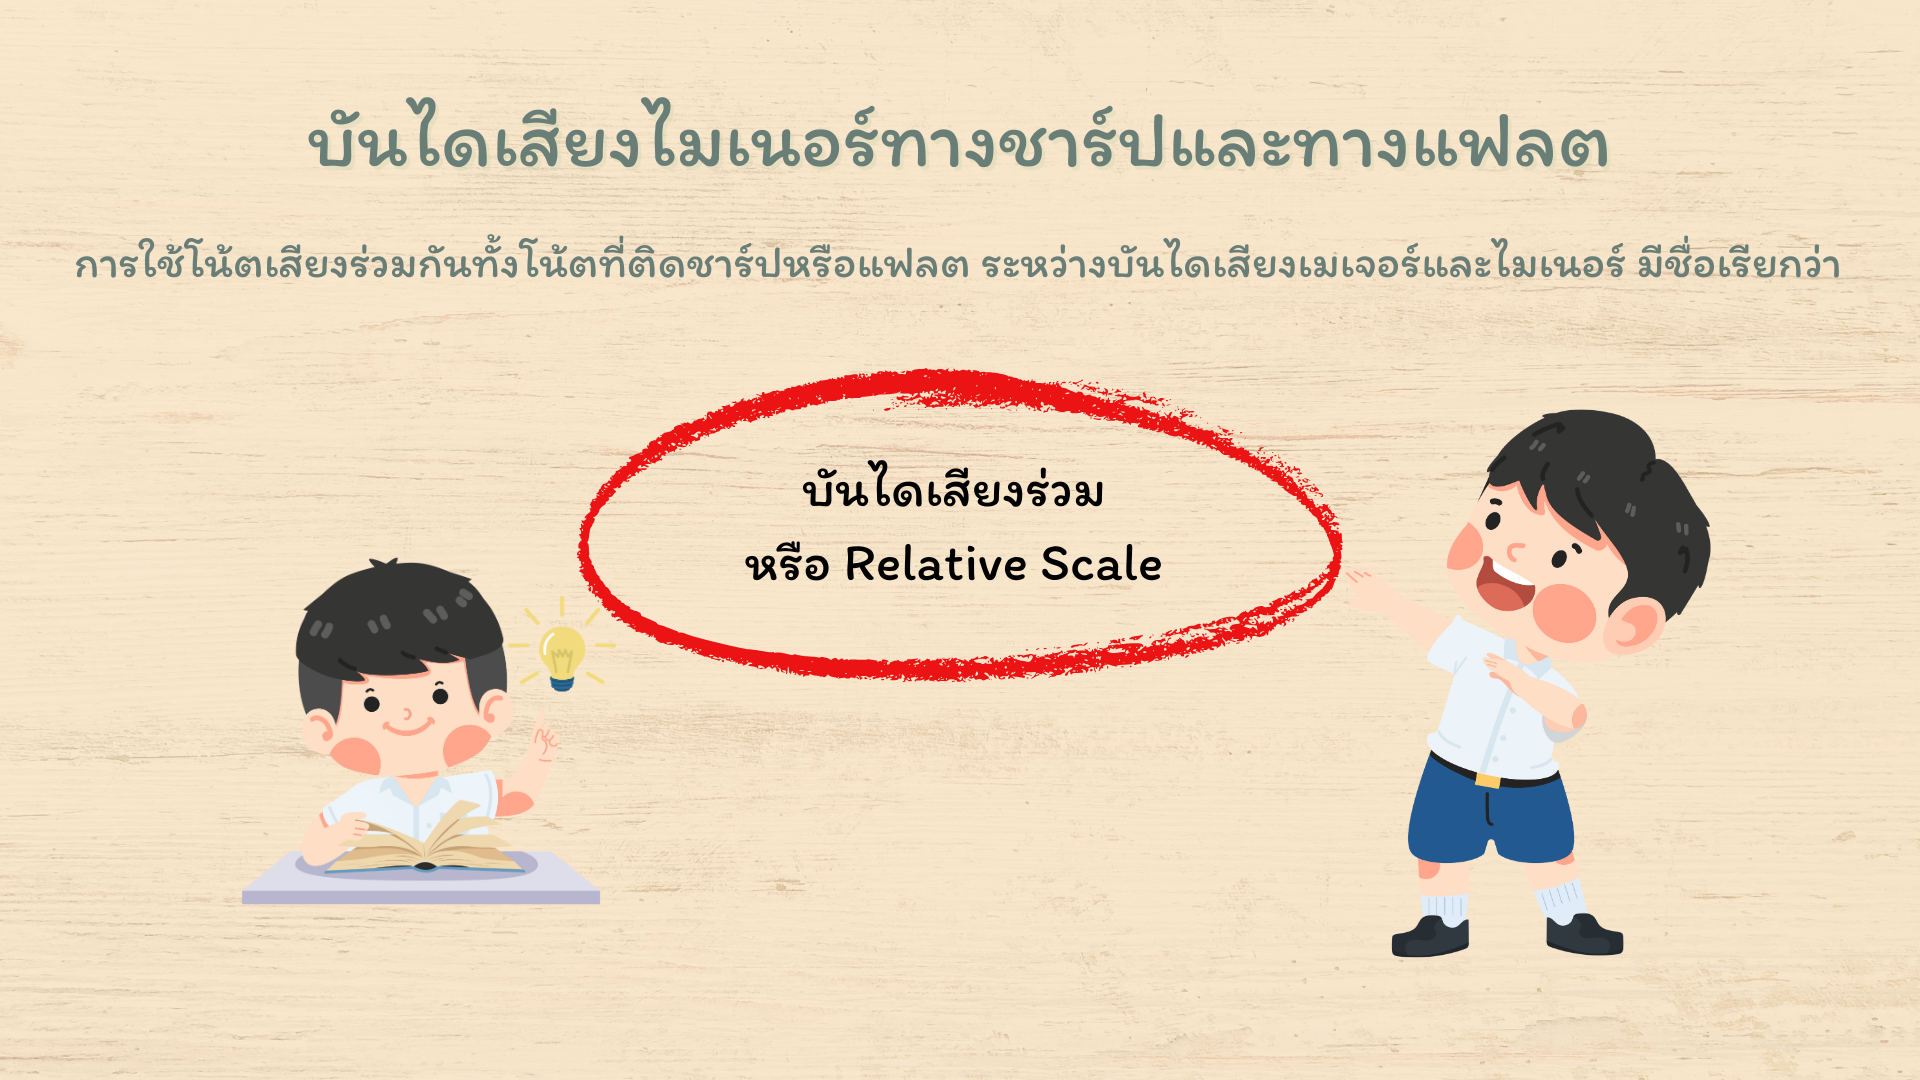 บันไดเสียงไมเนอร์ทางชาร์ปและทางแฟลต
การใช้โน้ตเสียงร่วมกันทั้งโน้ตที่ติดชาร์ปหรือแฟลต ระหว่างบันไดเสียงเมเจอร์และไมเนอร์ มีชื่อเรียกว่า
บันไดเสียงร่วม
หรือ Relative Scale